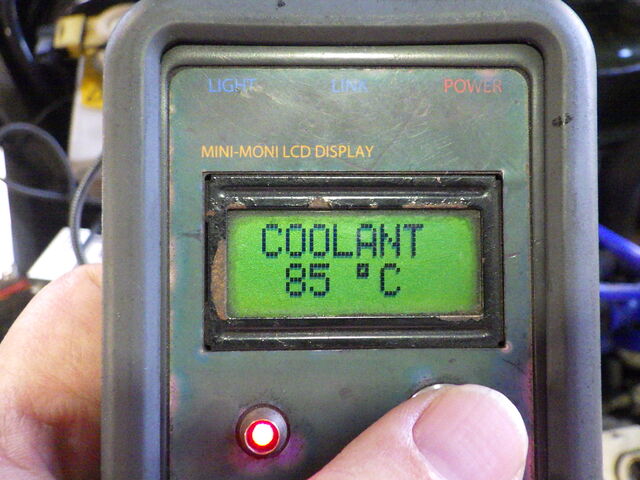 LIGHT LINK POWER
MINI-MONI LCD DISPLAY
COOLANT
85 °C